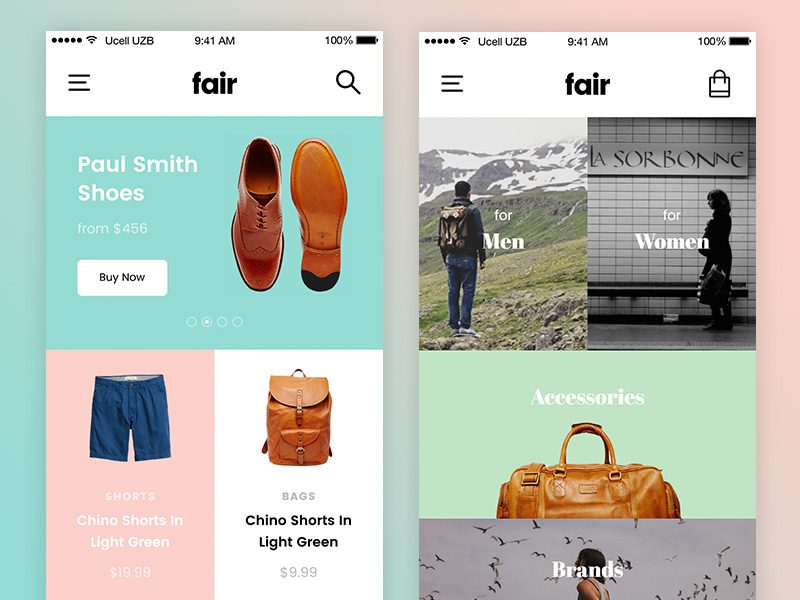 Ucell UZB 9:41 AM 100%
fair
Paul Smith
Shoes
from $456
Buy Now
SHORTS
Chino Shorts In
Light Green
$19.99
BAGS
Chino Shorts In
Light Green
$9.99
Ucell UZB 9:41 AM 100%
fair
for
Men
LA SORBONNE
for
Women
Accessories
Brands